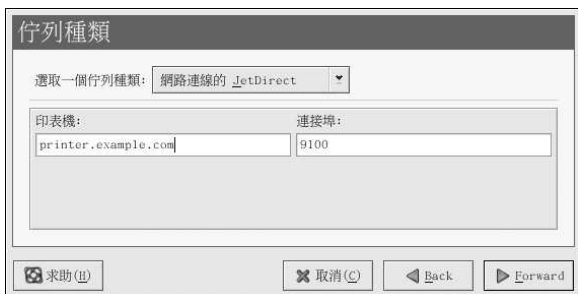 佇列種類
選取一個佇列種類: 網路連線的 JetDirect
印表機: 連接埠:
printer.example.com 9100
求助(H) 取消(C) Back Forward